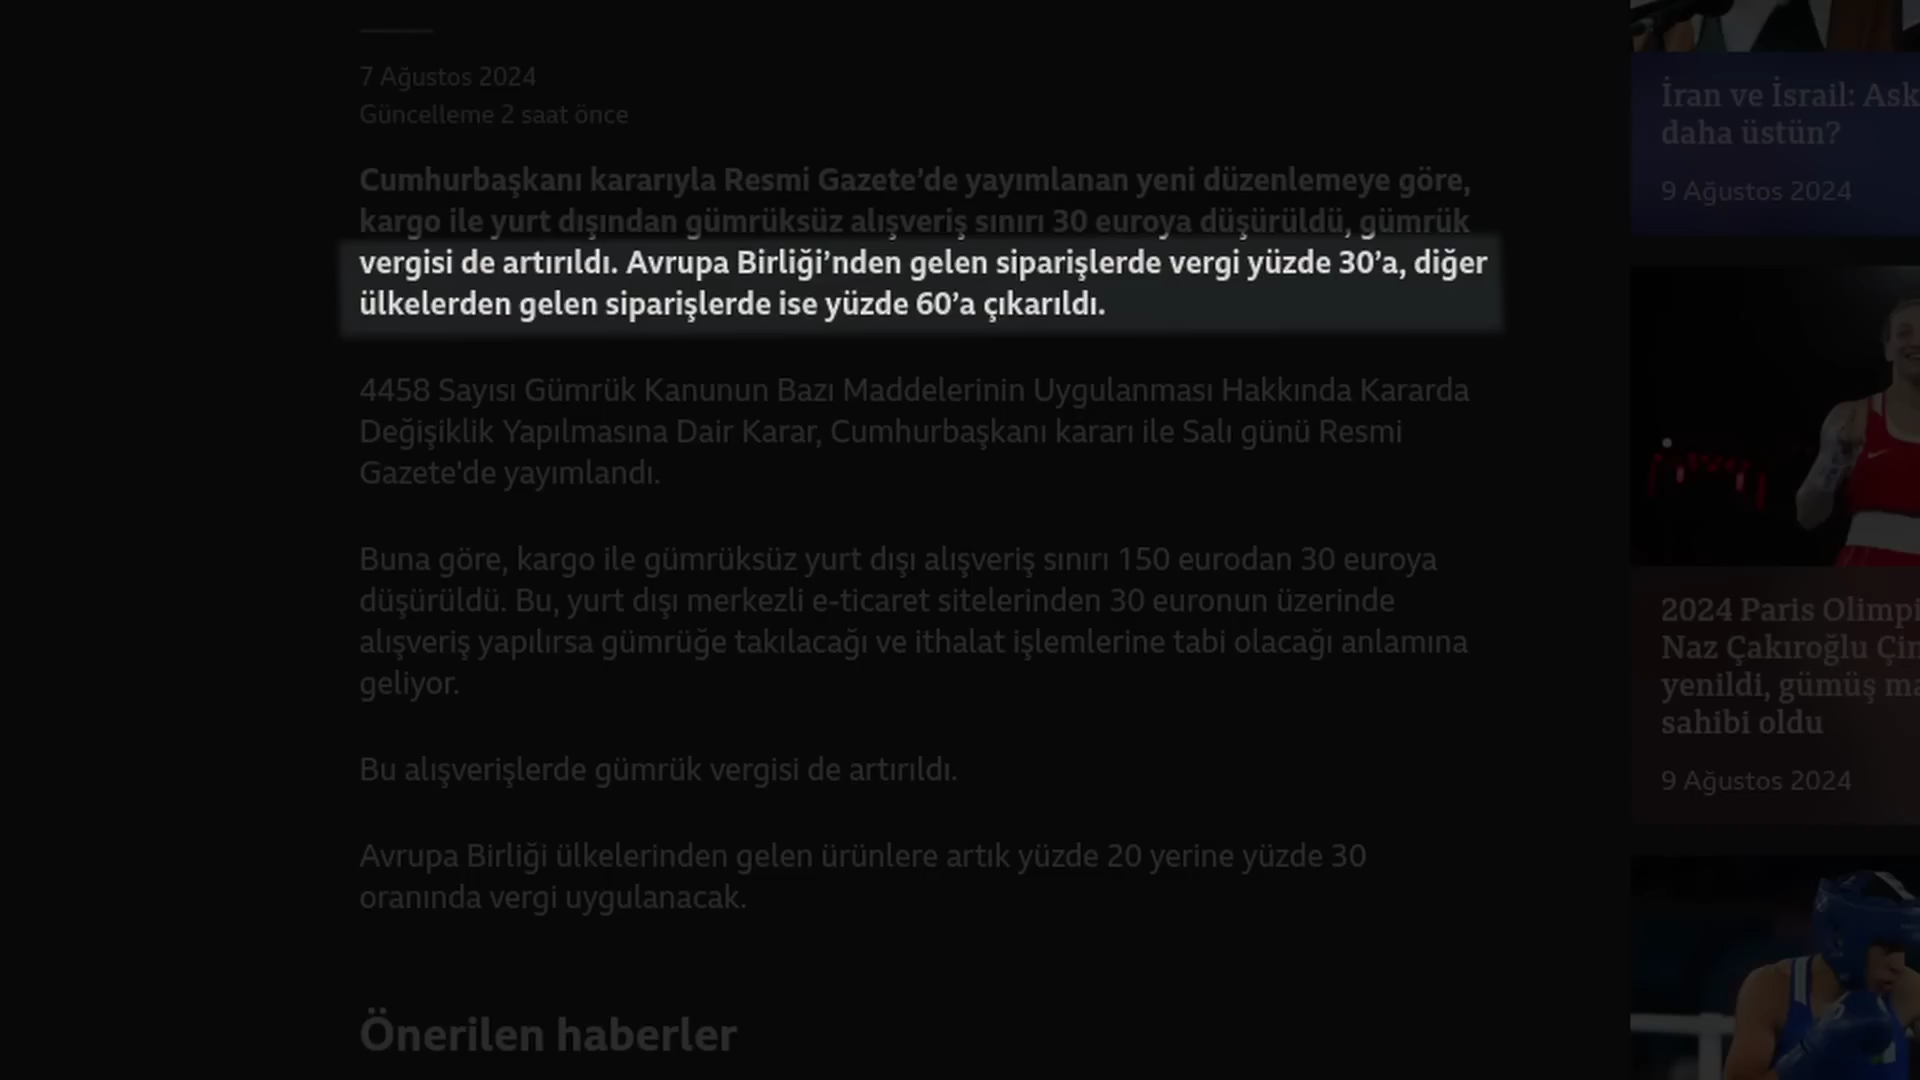 7 Ağustos 2024
Güncelleme 2 saat önce
Cumhurbaşkanı kararıyla Resmi Gazete’de yayımlanan yeni düzenlemeye göre,
kargo ile yurt dışından gümrüksüz alışveriş sınırı 30 euroya düşürüldü, gümrük
vergisi de artırıldı. Avrupa Birliği’nden gelen siparişlerde vergi yüzde 30’a, diğer
ülkelerden gelen siparişlerde ise yüzde 60’a çıkarıldı.
4458 Sayısı Gümrük Kanunun Bazı Maddelerinin Uygulanması Hakkında Kararda
Değişiklik Yapılmasına Dair Karar, Cumhurbaşkanı kararı ile Salı günü Resmi
Gazete'de yayımlandı.
Buna göre, kargo ile gümrüksüz yurt dışı alışveriş sınırı 150 eurodan 30 euroya
düşürüldü. Bu, yurt dışı merkezli e-ticaret sitelerinden 30 euronun üzerinde
alışveriş yapılırsa gümrüğe takılacağı ve ithalat işlemlerine tabi olacağı anlamına
geliyor.
Bu alışverişlerde gümrük vergisi de artırıldı.
Avrupa Birliği ülkelerinden gelen ürünlere artık yüzde 20 yerine yüzde 30
oranında vergi uygulanacak.
Önerilen haberler
İran ve İsrail: Ask
daha üstün?
9 Ağustos 2024
2024 Paris Olimpi
Naz Çakıroğlu Çin
yenildi, gümüş ma
sahibi oldu
9 Ağustos 2024